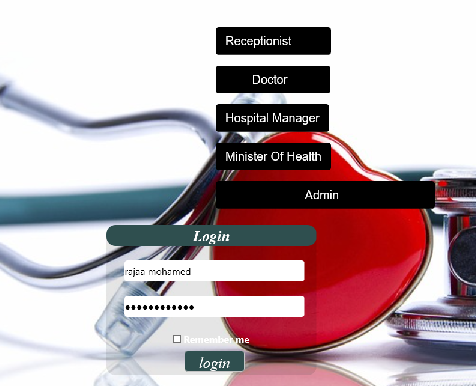 Receptionist
Doctor
Hospital Manager
Minister Of Health
Admin
Login
rajaa mohamed
••••••••••••
Remember me
login